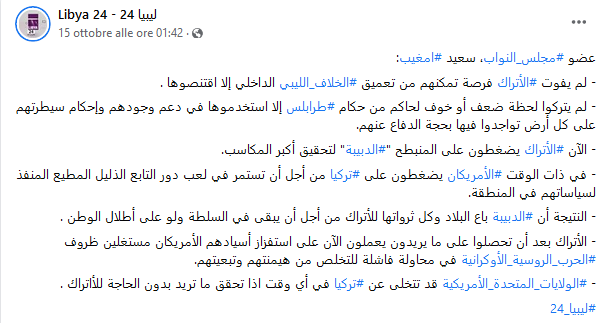 Libya 24 - 24 ليبيا
15 ottobre alle ore 01:42 ·
عضو #مجلس_النواب، سعيد #امغيب:
- لم يفوت #الأتراك فرصة تمكنهم من تعميق #الخلاف_الليبي الداخلي إلا اقتنصوها .
- لم يتركوا لحظة ضعف أو خوف لحاكم من حكام #طرابلس إلا استخدموها في دعم وجودهم وإحكام سيطرتهم
على كل أرض تواجدوا فيها بحجة الدفاع عنهم.
- الآن #الأتراك يضغطون على المنبطح "#الدبيبة" لتحقيق أكبر المكاسب.
- في ذات الوقت #الأمريكان يضغطون على #تركيا من أجل أن تستمر في لعب دور التابع الذليل المطيع المنفذ
لسياساتهم في المنطقة.
- النتيجة أن #الدبيبة باع البلاد وكل ثرواتها للأتراك من أجل أن يبقى في السلطة ولو على أطلال الوطن .
- الأتراك بعد أن تحصلوا على ما يريدون يعملون الآن على استفزاز أسيادهم الأمريكان مستغلين ظروف
#الحرب_الروسية_الأوكرانية في محاولة فاشلة للتخلص من هيمنتهم وتبعيتهم.
- #الولايات_المتحدة_الأمريكية قد تتخلى عن #تركيا في أي وقت اذا تحقق ما تريد بدون الحاجة للأتراك .
#ليبيا_24